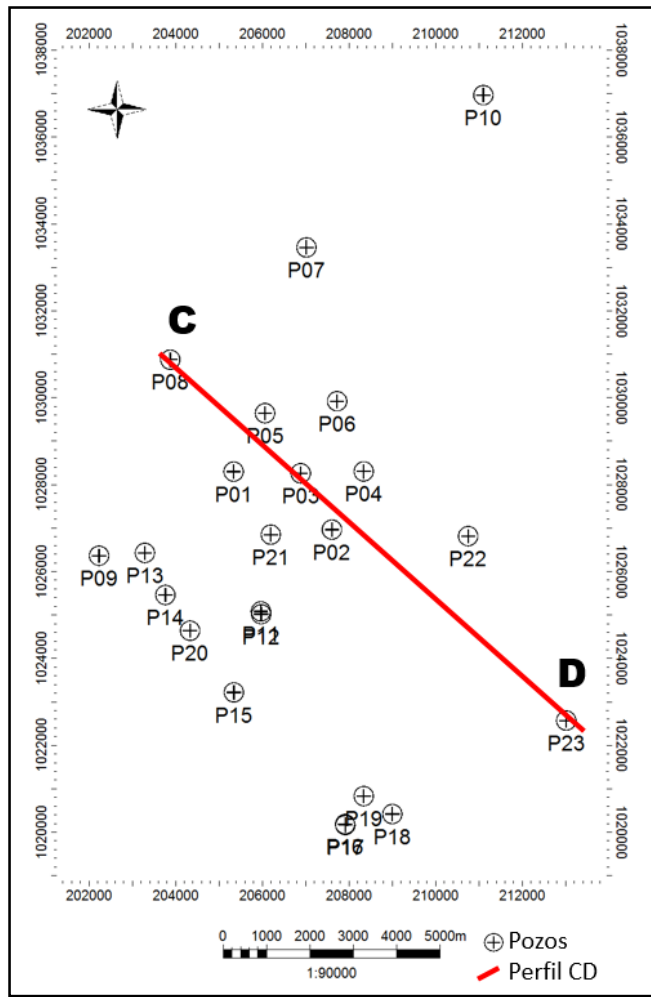 202000 204000 206000 208000 210000 212000
1038000 1038000
P10
1036000 1036000
1034000 1034000
P07
1032000 1032000
C
P08
1030000 1030000
P06
P05
1028000 1028000
P01 P03 P04
P21 P02 P22
1026000 1026000
P09 P13
P14
P11
P12
P20
1024000 1024000
D
P15
P23
1022000 1022000
P19
P18
1020000 1020000
P17
202000 204000 206000 208000 210000 212000
0 1000 2000 3000 4000 5000m
1:90000
Pozos
Perfil CD